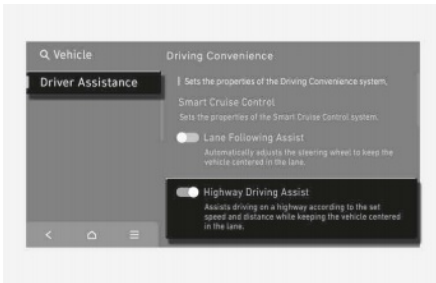 Vehicle
Driver Assistance
Driving Convenience
Sets the properties of the Driving Convenience system.
Smart Cruise Control
Sets the properties of the Smart Cruise Control system.
Lane Following Assist
Automatically adjusts the steering wheel to keep the
vehicle centered in the lane.
Highway Driving Assist
Assists driving on a highway according to the set
speed and distance while keeping the vehicle centered
in the lane.